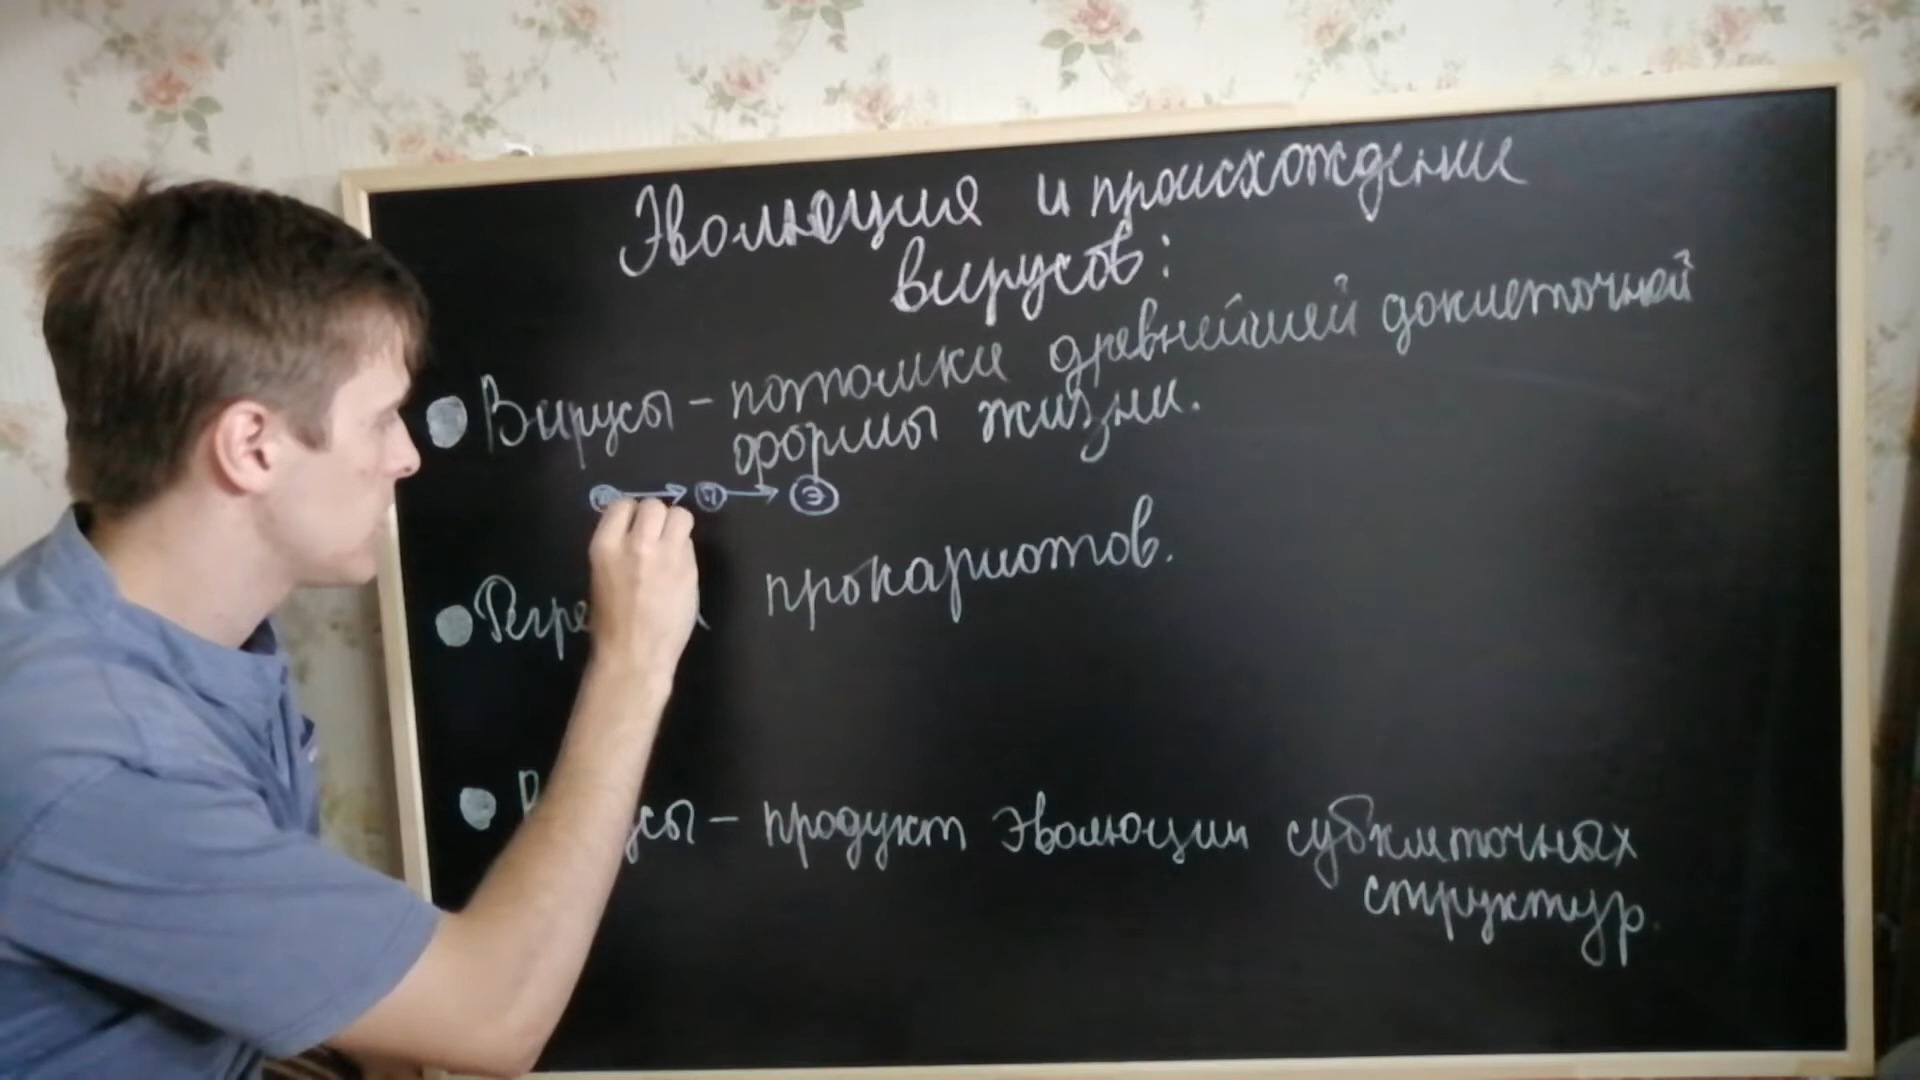 Эволюция и происхождение
вирусов:
Вирусы - потомки древнейшей доклеточной
формы жизни.
Э
прокариотов.
- продукт эволюции субклеточных
структур.